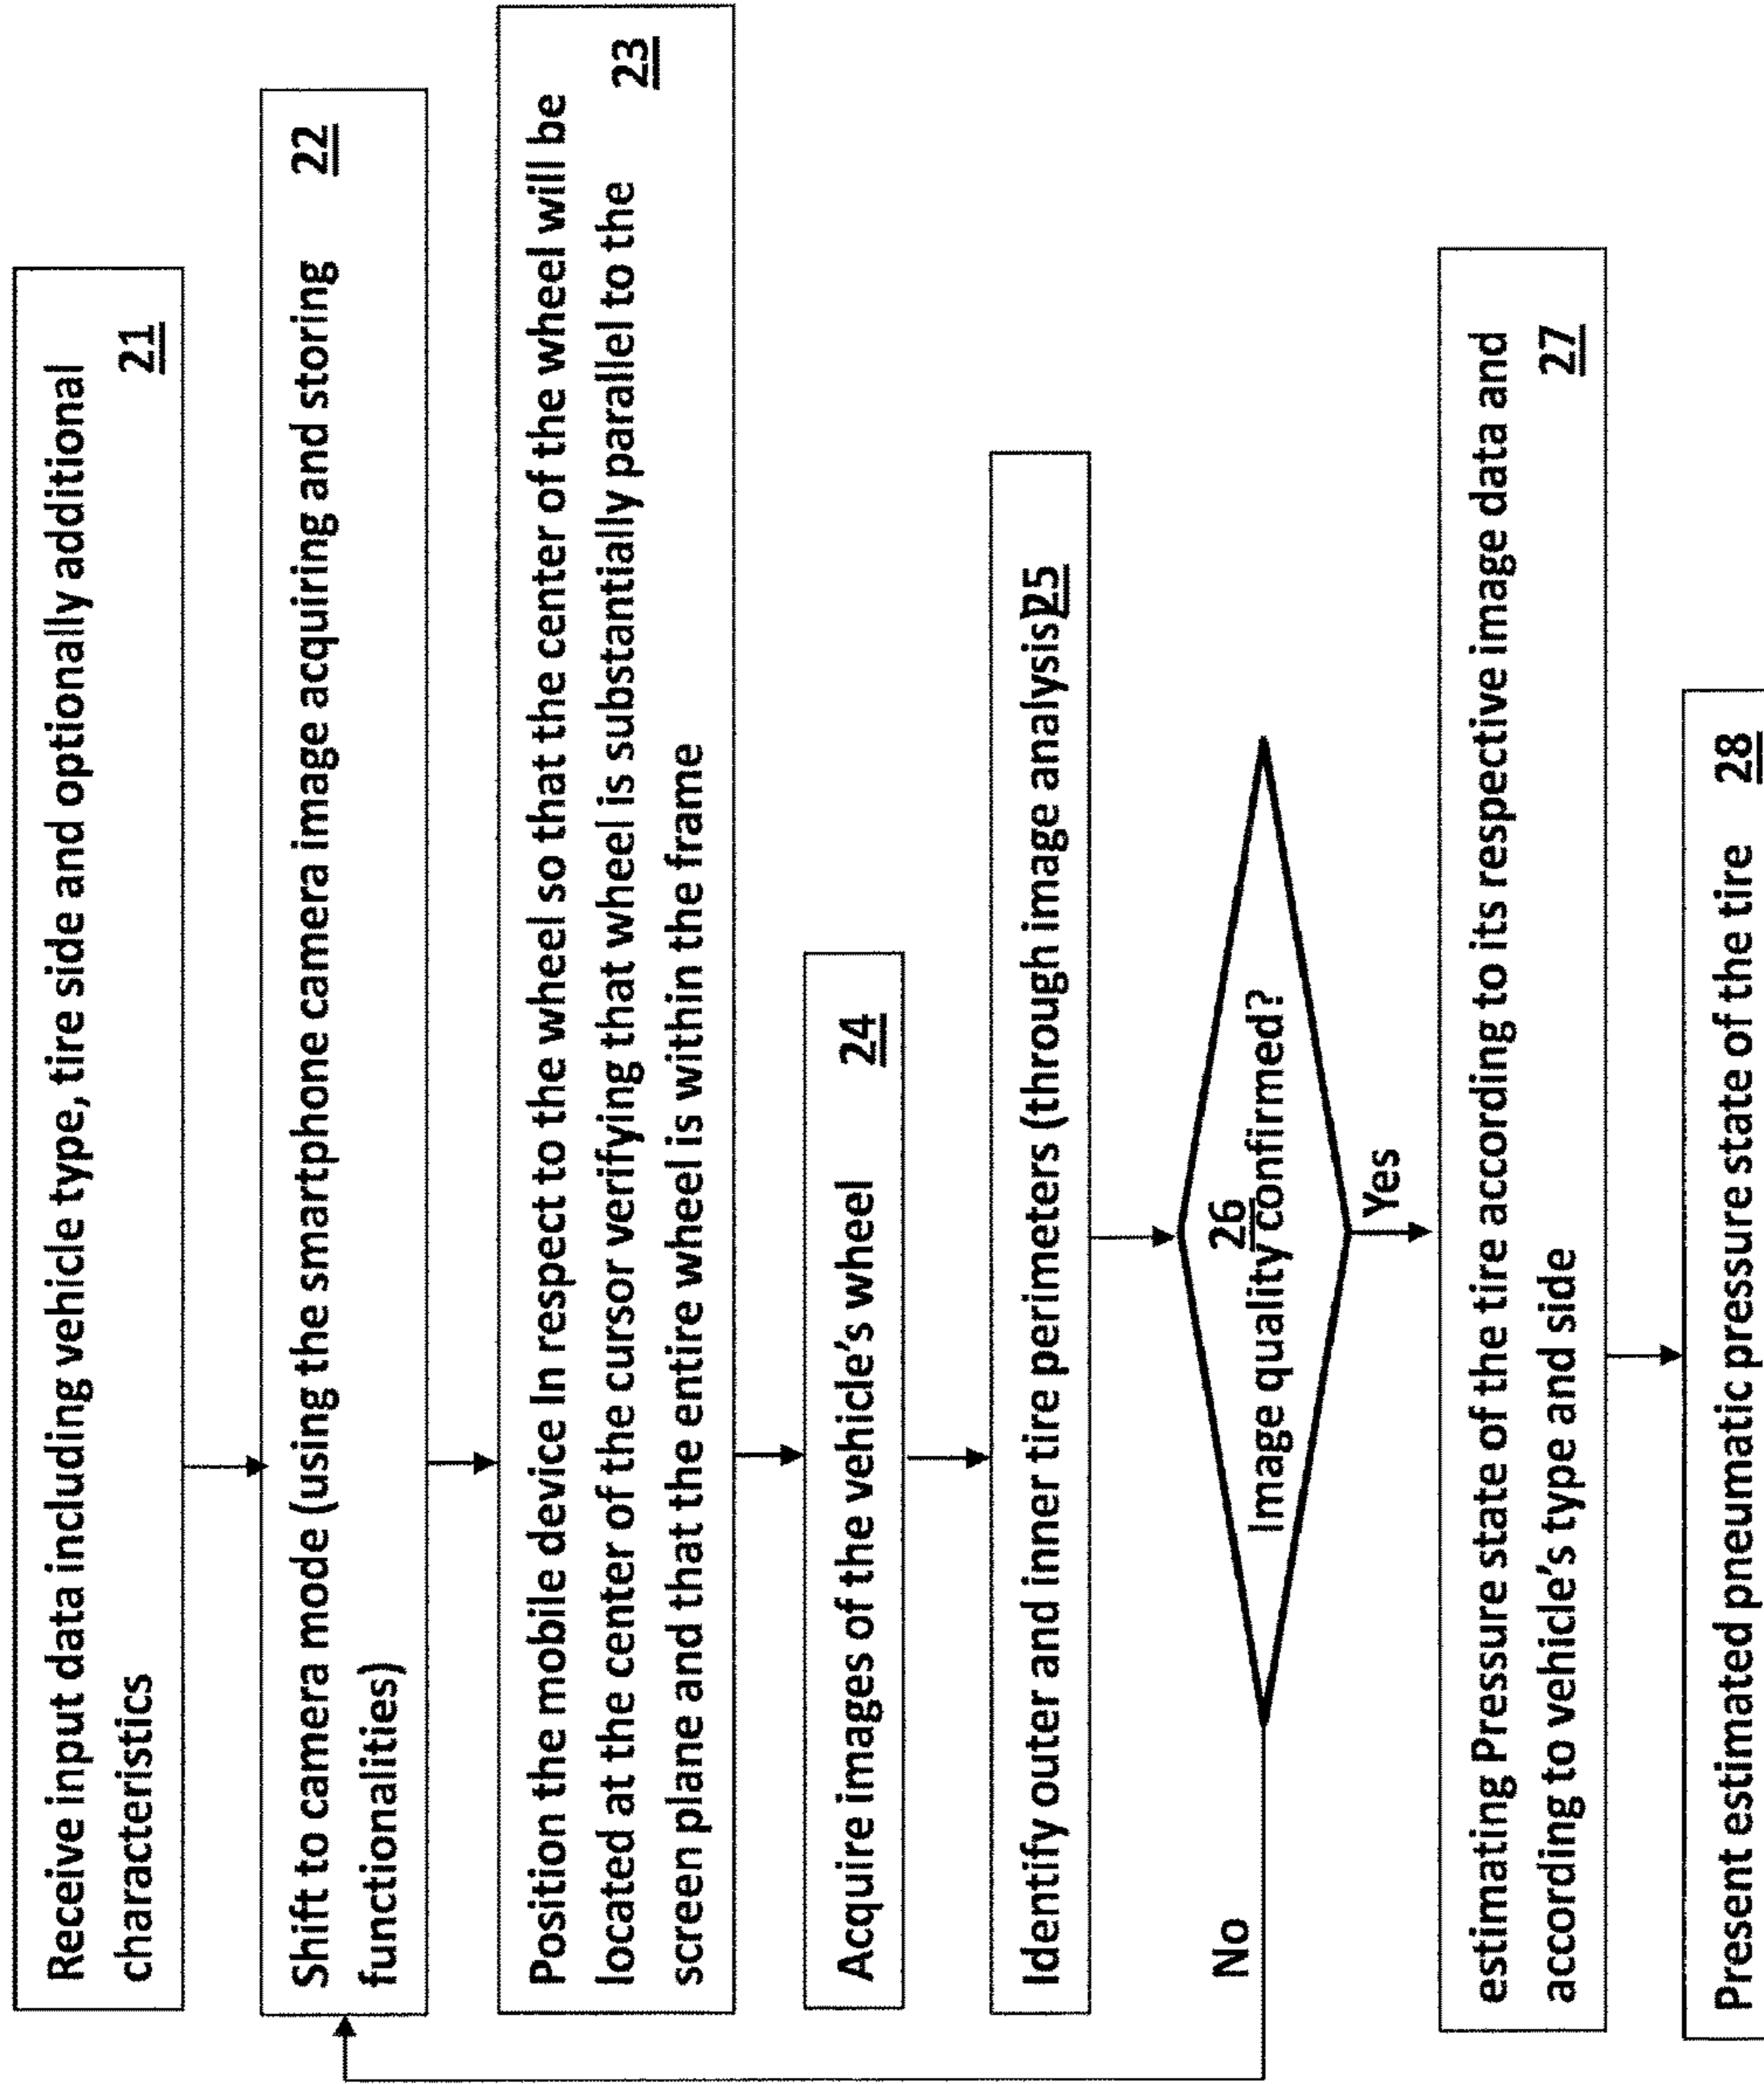 Receive input data including vehicle type, tire side and optionally additional
characteristics 21
Shift to camera mode (using the smartphone camera image acquiring and storing 22
functionalities)
Position the mobile device In respect to the wheel so that the center of the wheel will be
located at the center of the cursor verifying that wheel is substantially parallel to the 23
screen plane and that the entire wheel is within the frame
Acquire images of the vehicle's wheel 24
Identify outer and inner tire perimeters (through image analysis) 25
26
Image quality confirmed?
No
Yes
estimating Pressure state of the tire according to its respective image data and
according to vehicle's type and side 27
Present estimated pneumatic pressure state of the tire 28